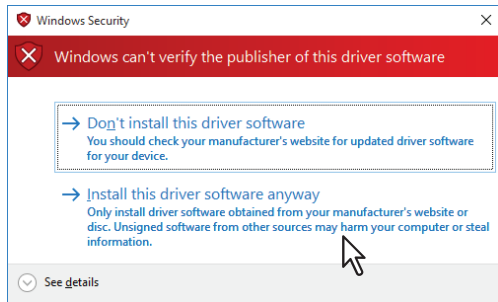 Windows Security
Windows can't verify the publisher of this driver software
Don't install this driver software
You should check your manufacturer's website for updated driver software
for your device.
Install this driver software anyway
Only install driver software obtained from your manufacturer's website or
disc. Unsigned software from other sources may harm your computer or steal
information.
See details